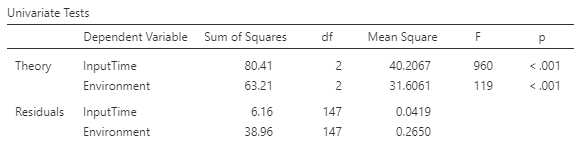 Univariate Tests
Dependent Variable Sum of Squares df Mean Square F p
Theory InputTime 80.41 2 40.2067 960 < .001
Environment 63.21 2 31.6061 119 < .001
Residuals InputTime 6.16 147 0.0419
Environment 38.96 147 0.2650